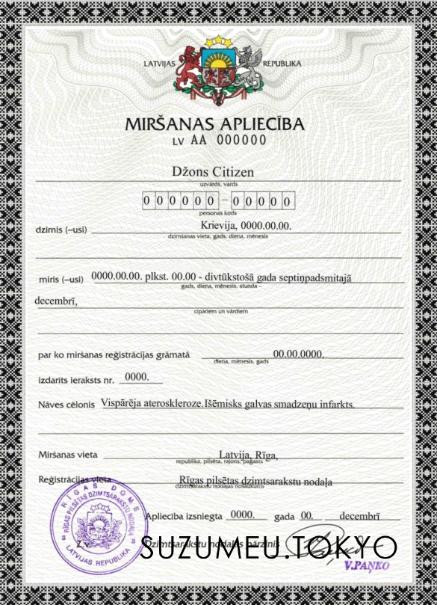 LATVIJAS REPUBLIKA
MIRŠANAS APLIECĪBA
LV AA 000000
Džons Citizen
uzvārds, vārds
000000-00000
personas kods
dzimis (–usi) Krievija, 0000.00.00.
dzimšanas vieta, gads, diena, mēnesis
miris (–usi) 0000.00.00. plkst. 00.00 - divtūkstošā gada septiņpadsmitajā
gads, diena, mēnesis, stunda –
decembrī,
cipariem un vārdiem
par ko miršanas reģistrācijas grāmatā 00.00.0000.
diena, mēnesis, gads
izdarīts ieraksts nr. 0000.
Nāves cēlonis Vispārēja ateroskleroze. Išēmisks galvas smadzeņu infarkts.
Miršanas vieta Latvija, Rīga,
republika, pilsēta, rajons, pagasts
Reģistrācijas vieta Rīgas pilsētas dzimtsarakstu nodaļa
dzimtsarakstu nodaļas nosaukums
RĪGAS DOME
RĪGAS PILSĒTAS DZIMTSARAKSTU NODAĻA
LATVIJAS REPUBLIKA
Apliecība izsniegta 0000. gada 00. decembrī
Z.v.
Dzimtsarakstu nodaļas pārzinis
SUZUMEU.TOKYO
V.PAŅKO